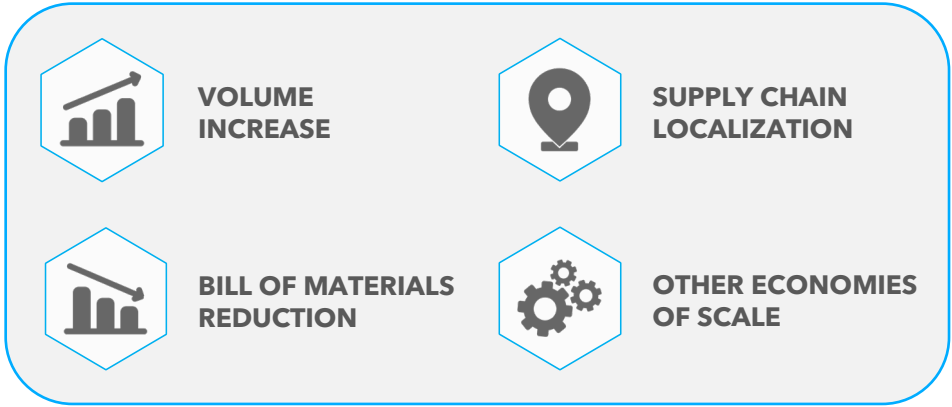 VOLUME
INCREASE
SUPPLY CHAIN
LOCALIZATION
BILL OF MATERIALS
REDUCTION
OTHER ECONOMIES
OF SCALE